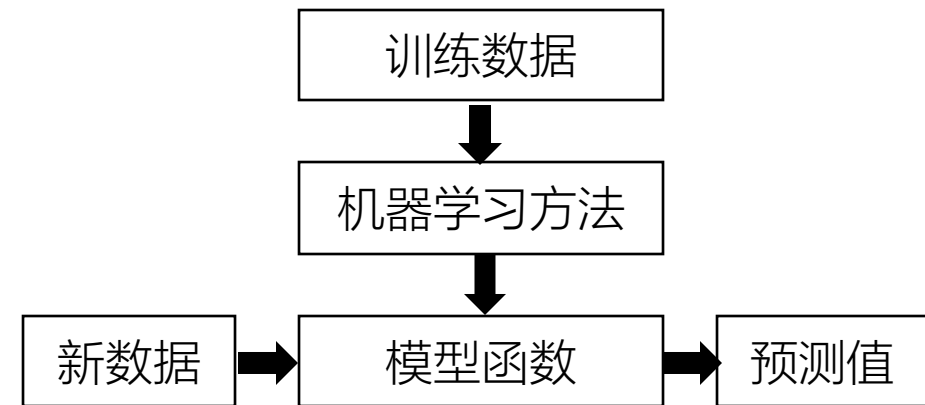 训练数据
机器学习方法
新数据
模型函数
预测值